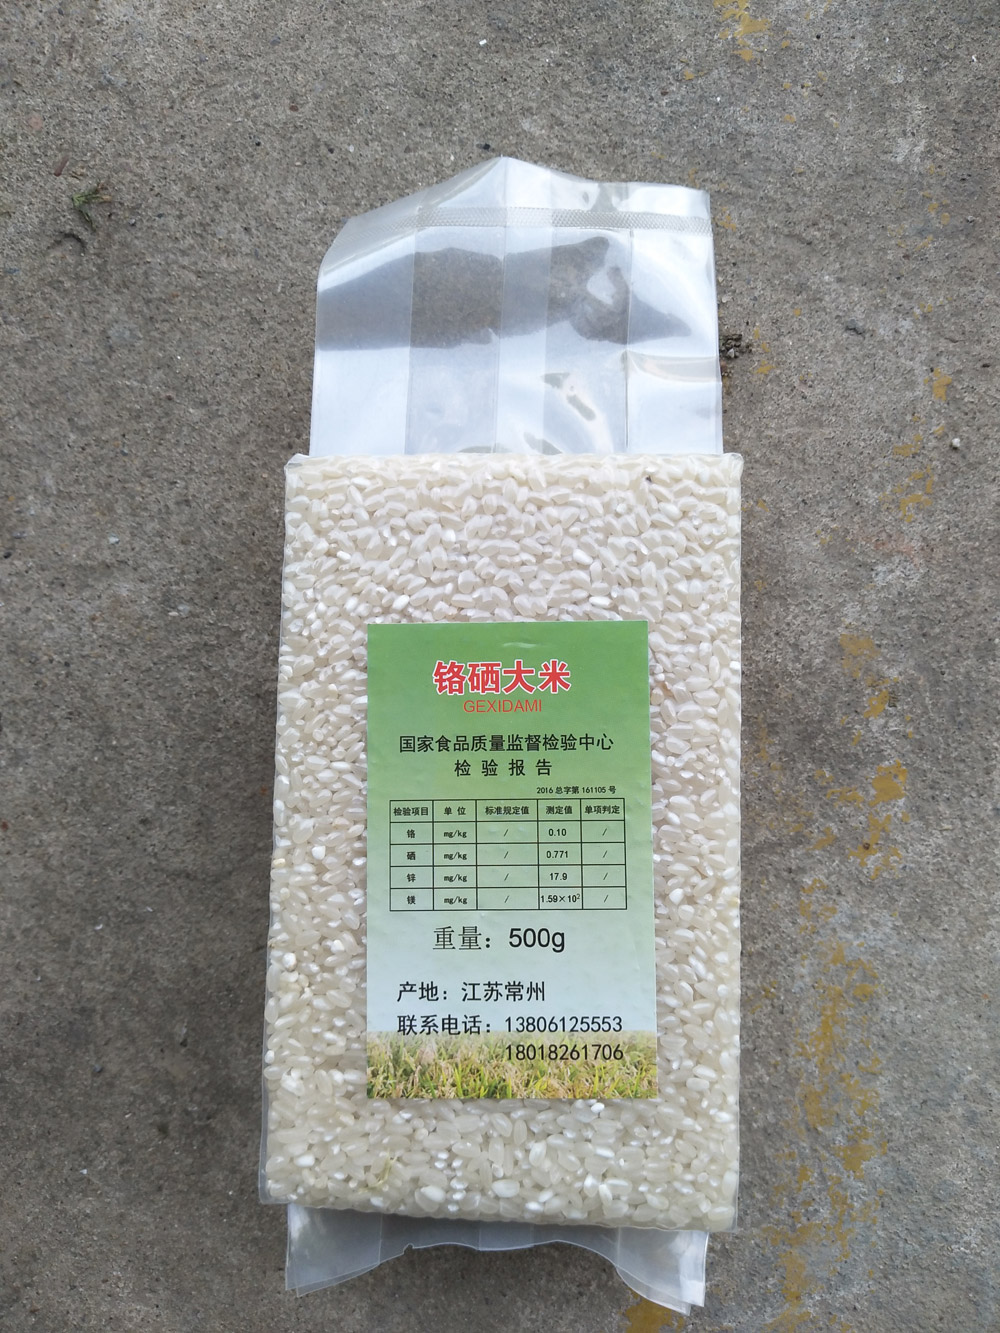 铬硒大米
GEXIDAMI
国家食品质量监督检验中心
检验报告
2016 总字第 161105 号
检验项目 单位 标准规定值 测定值 单项判定
铬 mg/kg / 0.10 /
硒 mg/kg / 0.771 /
锌 mg/kg / 17.9 /
镁 mg/kg / 1.59×10² /
重量：500g
产地：江苏常州
联系电话：13806125553
18018261706